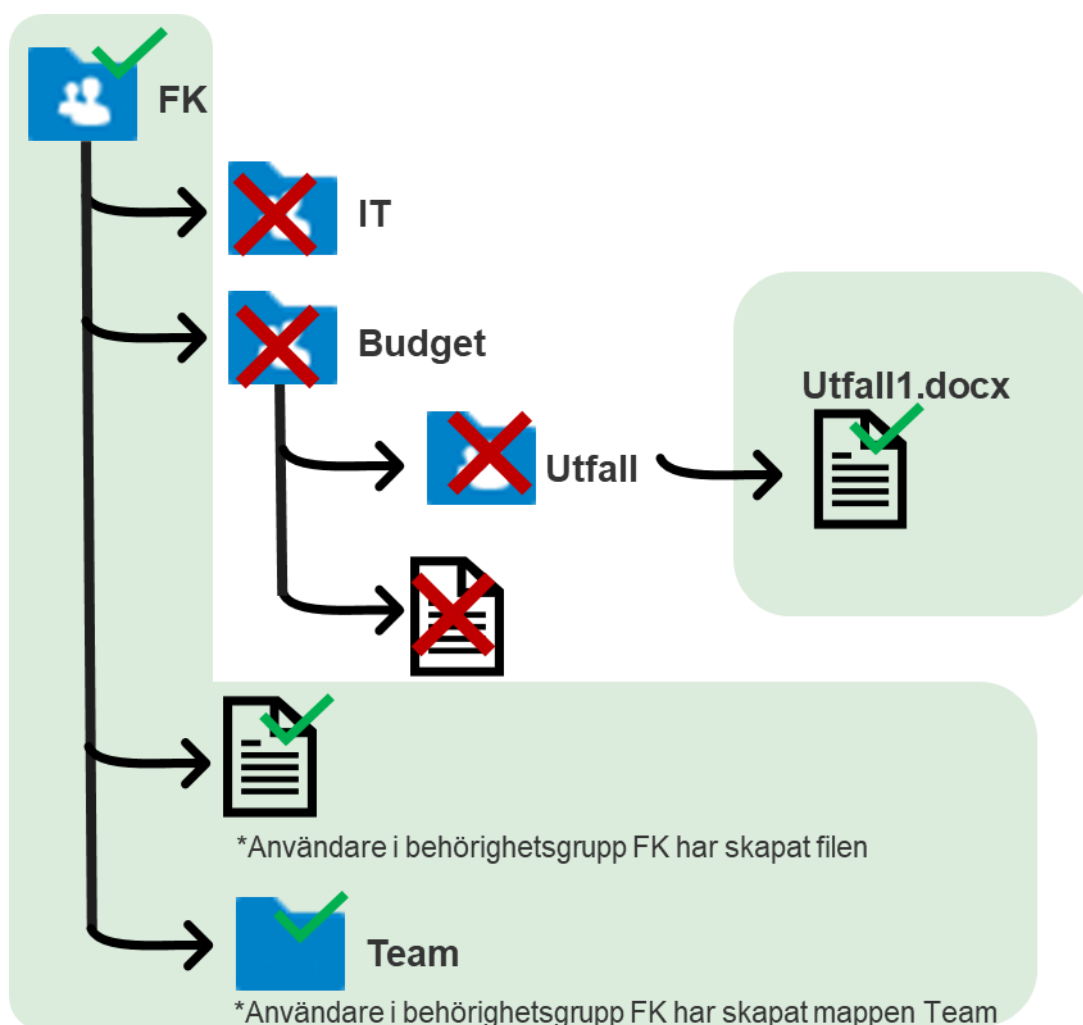 FK
IT
Budget
Utfall1.docx
Utfall
*Användare i behörighetsgrupp FK har skapat filen
Team
*Användare i behörighetsgrupp FK har skapat mappen Team